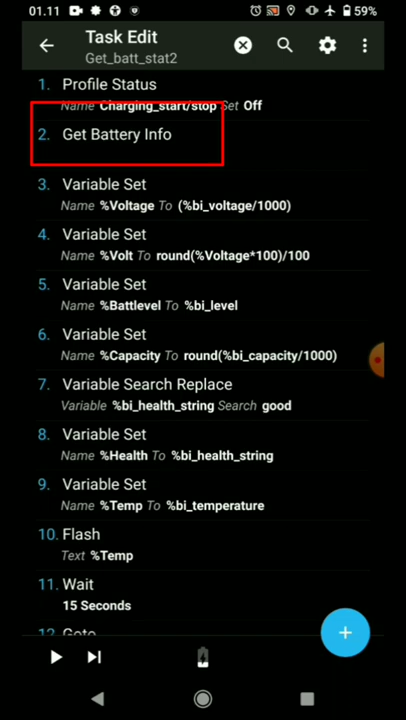 01.11 59%
Task Edit
Get_batt_stat2
1. Profile Status
Name Charging_start/stop Set Off
2. Get Battery Info
3. Variable Set
Name %Voltage To (%bi_voltage/1000)
4. Variable Set
Name %Volt To round(%Voltage*100)/100
5. Variable Set
Name %Battlevel To %bi_level
6. Variable Set
Name %Capacity To round(%bi_capacity/1000)
7. Variable Search Replace
Variable %bi_health_string Search good
8. Variable Set
Name %Health To %bi_health_string
9. Variable Set
Name %Temp To %bi_temperature
10. Flash
Text %Temp
11. Wait
15 Seconds
12. Goto